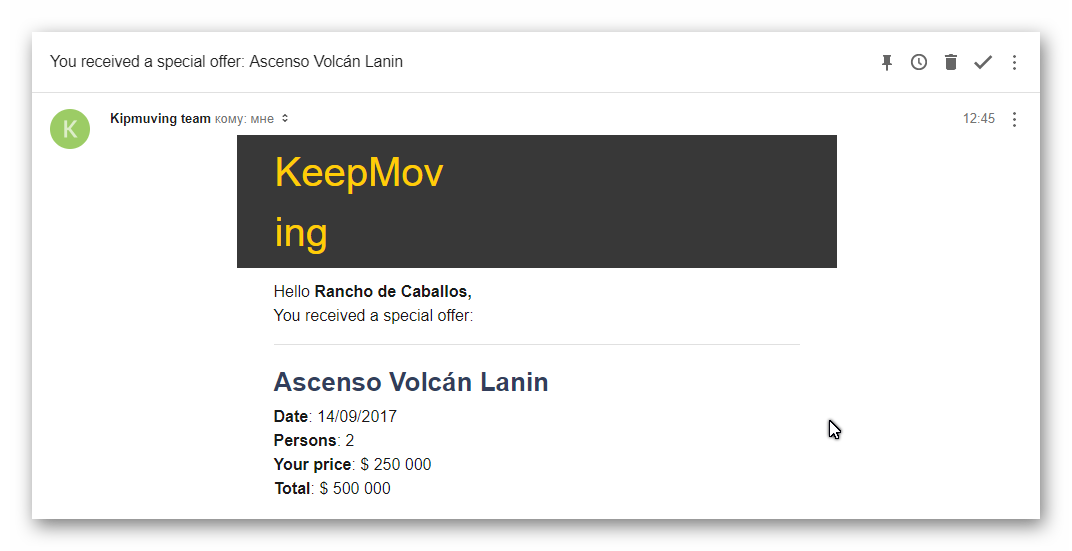 You received a special offer: Ascenso Volcán Lanin
K
Kipmuving team кому: мне
12:45
KeepMov
ing
Hello Rancho de Caballos,
You received a special offer:
Ascenso Volcán Lanin
Date: 14/09/2017
Persons: 2
Your price: $ 250 000
Total: $ 500 000